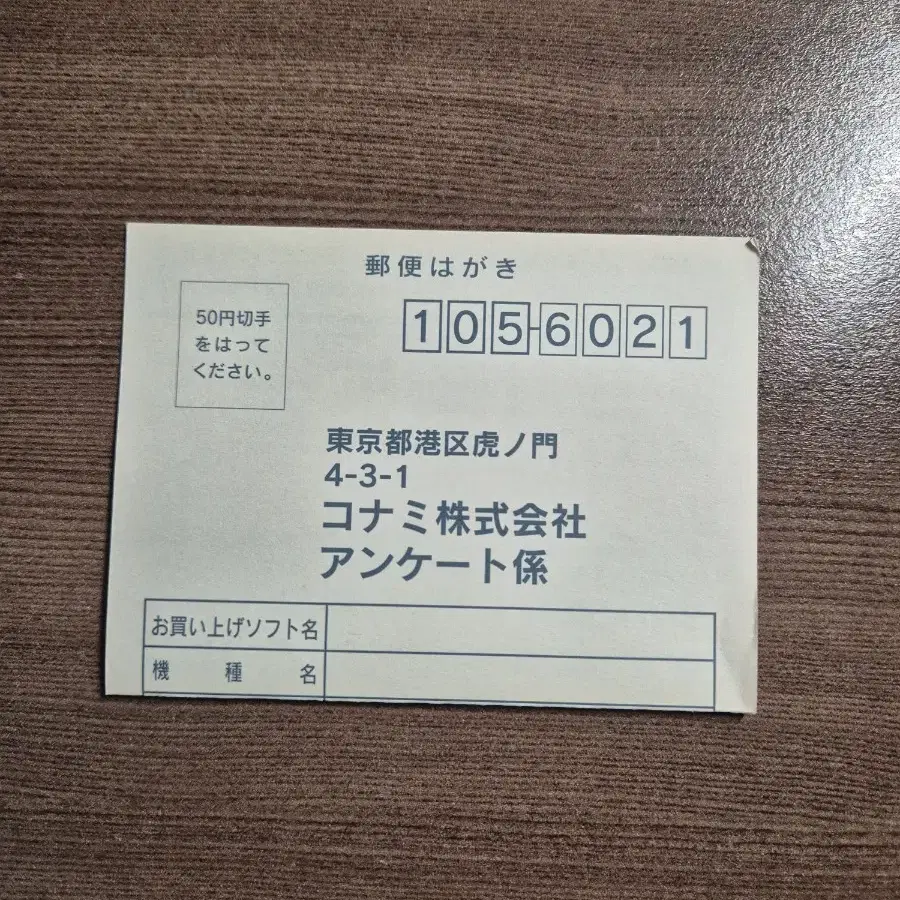 郵便はがき
50円切手
をはって
ください。
105-6021
東京都港区虎ノ門
4-3-1
コナミ株式会社
アンケート係
お買い上げソフト名
機種名